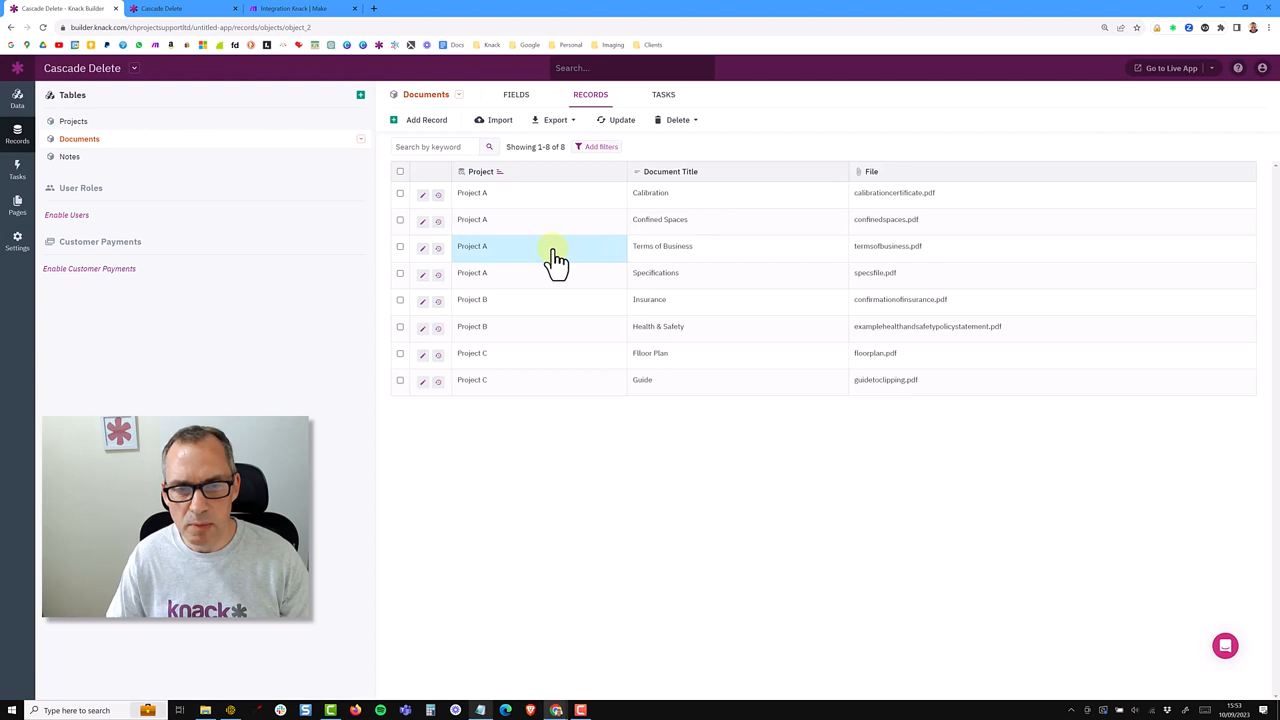 Cascade Delete - Knack Builder
Cascade Delete
Integration Knack | Make
builder.knack.com/chprojectsupportltd/untitled-app/records/objects/object_2
Docs
Knack
Google
Personal
Imaging
Clients
Cascade Delete
Search...
Go to Live App
Data
Records
Tasks
Pages
Settings
Tables
Projects
Documents
Notes
User Roles
Enable Users
Customer Payments
Enable Customer Payments
Documents
FIELDS
RECORDS
TASKS
Add Record
Import
Export
Update
Delete
Search by keyword
Showing 1-8 of 8
Add filters
Project
Document Title
File
Project A
Calibration
calibrationcertificate.pdf
Project A
Confined Spaces
confinedspaces.pdf
Project A
Terms of Business
termsofbusiness.pdf
Project A
Specifications
specsfile.pdf
Project B
Insurance
confirmationofinsurance.pdf
Project B
Health & Safety
examplehealthandsafetypolicystatement.pdf
Project C
Flloor Plan
floorplan.pdf
Project C
Guide
guidetoclipping.pdf
knack
Type here to search
15:53
10/09/2023